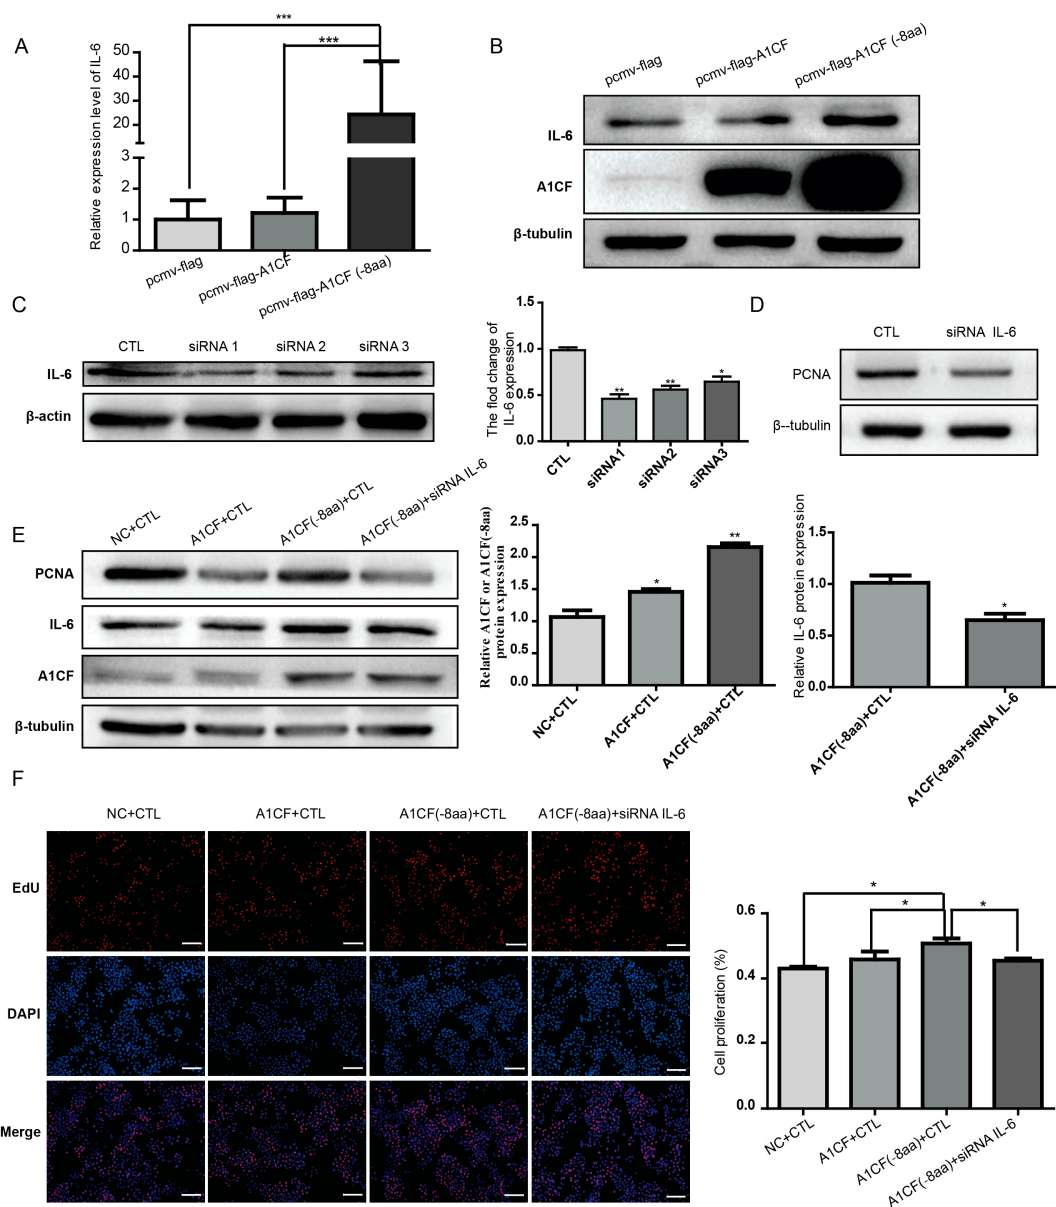 A
***
***
Relative expression level of IL-6
50
40
30
20
3
2
1
0
pcmv-flag
pcmv-flag-A1CF
pcmv-flag-A1CF (-8aa)
B
pcmv-flag
pcmv-flag-A1CF
pcmv-flag-A1CF (-8aa)
IL-6
A1CF
β-tubulin
C
CTL
siRNA 1
siRNA 2
siRNA 3
IL-6
β-actin
The flod change of
IL-6 expression
1.5
1.0
0.5
0.0
**
**
*
CTL
siRNA1
siRNA2
siRNA3
D
CTL
siRNA IL-6
PCNA
β--tubulin
E
NC+CTL
A1CF+CTL
A1CF(-8aa)+CTL
A1CF(-8aa)+siRNA IL-6
PCNA
IL-6
A1CF
β-tubulin
Relative A1CF or A1CF(-8aa)
protein expression
2.5
2.0
1.5
1.0
0.5
0.0
*
**
NC+CTL
A1CF+CTL
A1CF(-8aa)+CTL
Relative IL-6 protein expression
1.5
1.0
0.5
0.0
*
A1CF(-8aa)+CTL
A1CF(-8aa)+siRNA IL-6
F
NC+CTL
A1CF+CTL
A1CF(-8aa)+CTL
A1CF(-8aa)+siRNA IL-6
EdU
DAPI
Merge
Cell proliferation (%)
0.6
0.4
0.2
0.0
*
*
*
NC+CTL
A1CF+CTL
A1CF(-8aa)+CTL
A1CF(-8aa)+siRNA IL-6